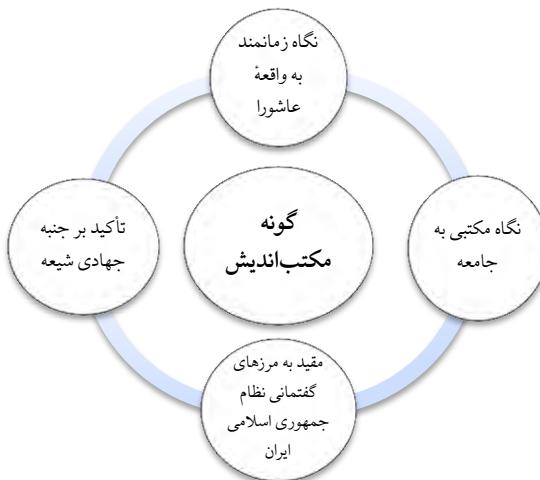 نگاه زمانمند
به واقعهٔ
عاشورا
نگاه مکتبی به
جامعه
گونه
مکتب‌اندیش
تأکید بر جنبه
جهادی شیعه
مقید به مرزهای
گفتمانی نظام
جمهوری اسلامی
ایران